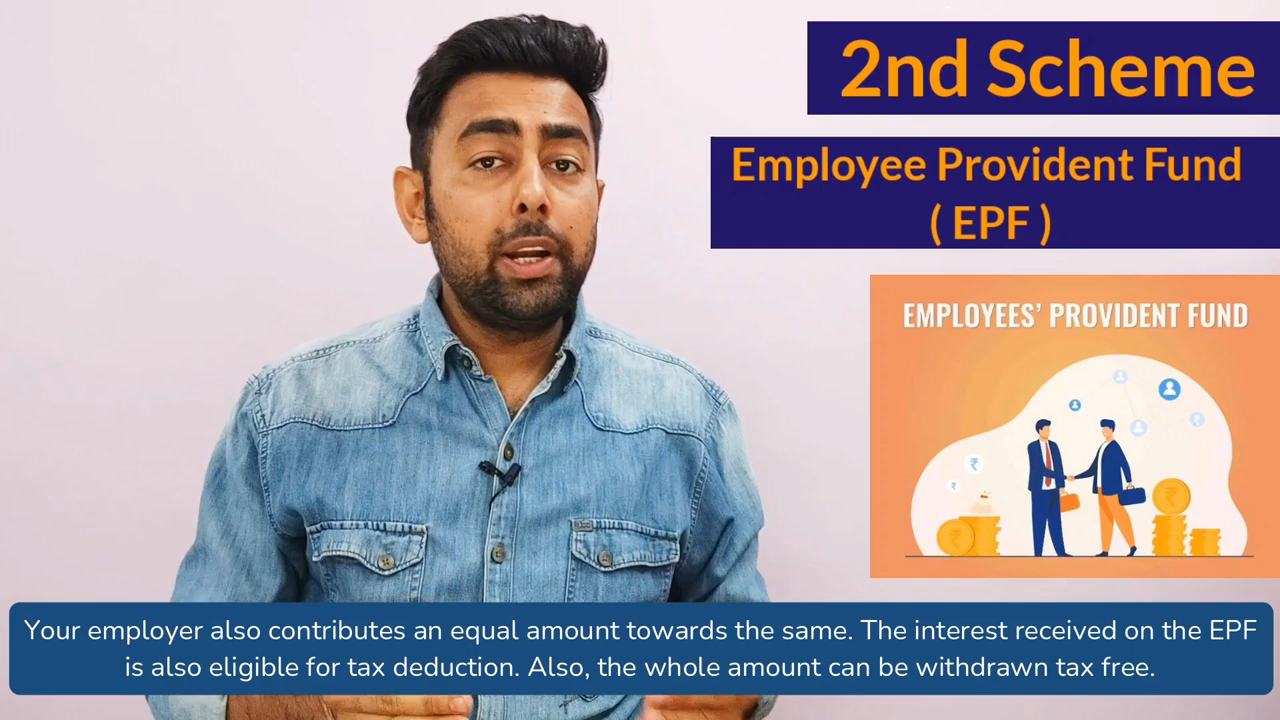 2nd Scheme
Employee Provident Fund
( EPF )
EMPLOYEES' PROVIDENT FUND
Your employer also contributes an equal amount towards the same. The interest received on the EPF
is also eligible for tax deduction. Also, the whole amount can be withdrawn tax free.